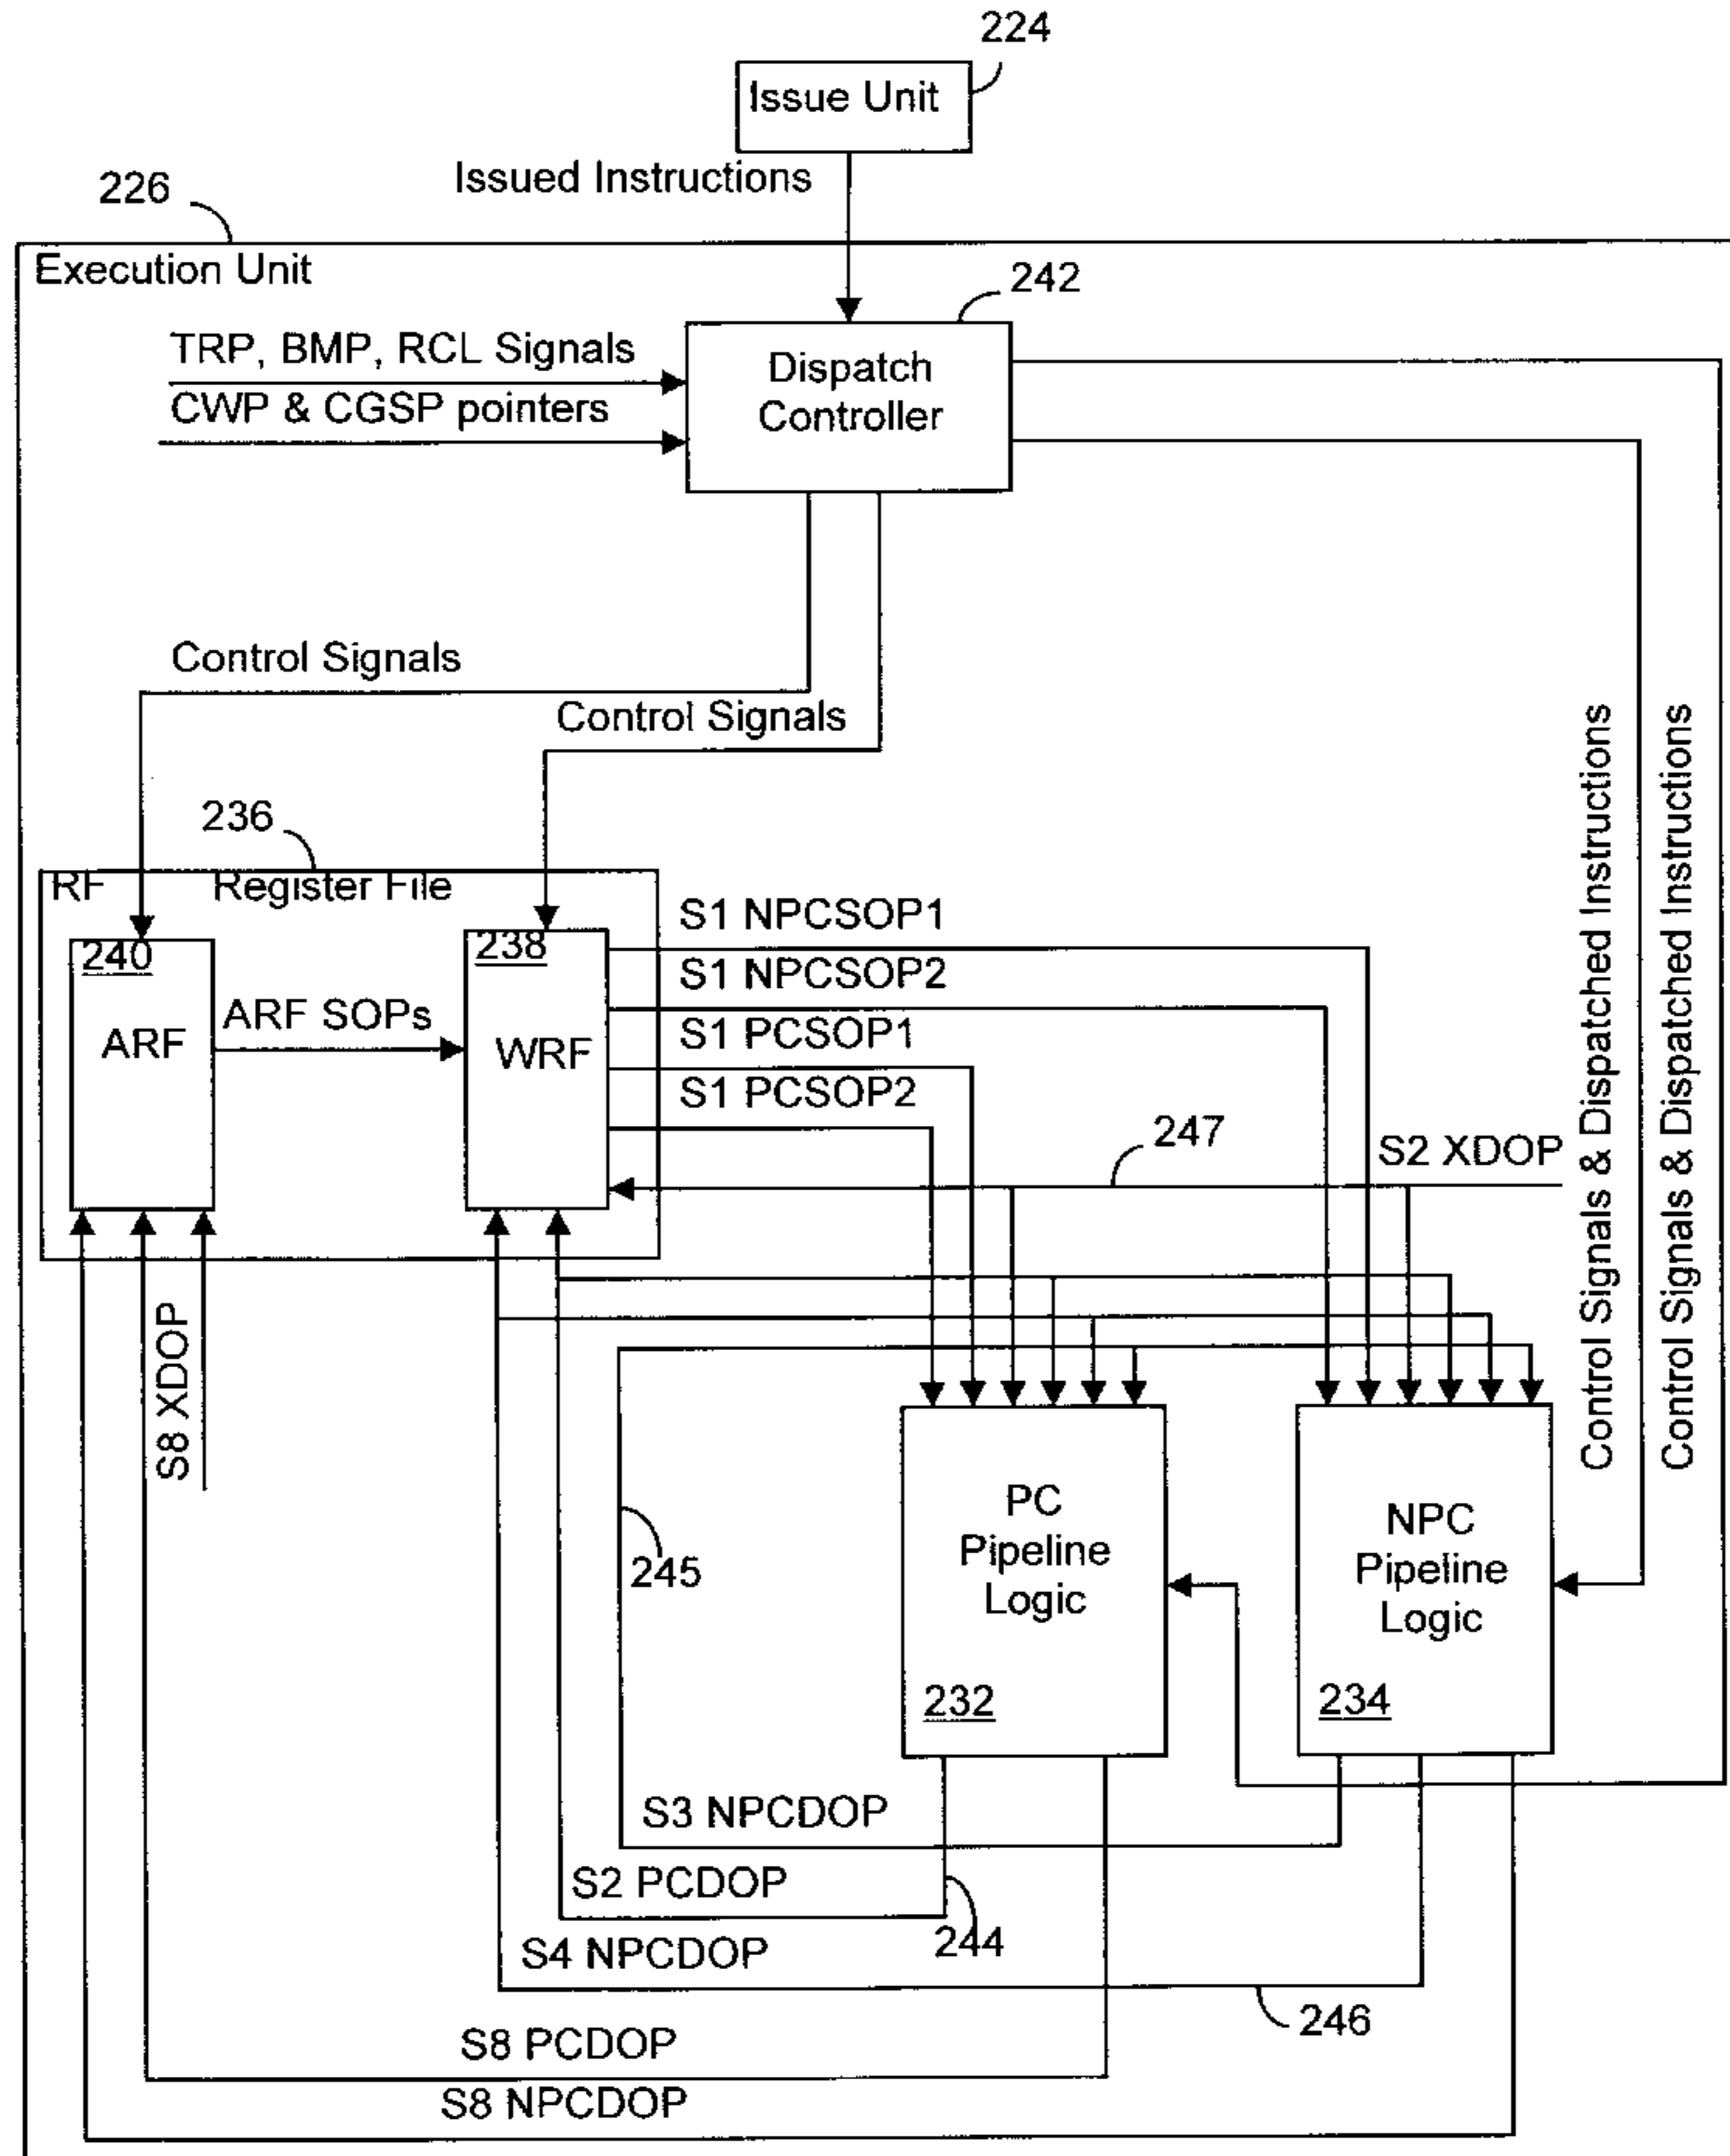 224
Issue Unit
Issued Instructions
226
Execution Unit
242
TRP, BMP, RCL Signals
CWP & CGSP pointers
Dispatch
Controller
Control Signals
Control Signals
Control Signals & Dispatched Instructions
Control Signals & Dispatched Instructions
236
RF Register File
240
ARF
ARF SOPs
238
WRF
S1 NPCSOP1
S1 NPCSOP2
S1 PCSOP1
S1 PCSOP2
247
S2 XDOP
S8 XDOP
245
PC
Pipeline
Logic
232
NPC
Pipeline
Logic
234
S3 NPCDOP
S2 PCDOP
244
S4 NPCDOP
246
S8 PCDOP
S8 NPCDOP